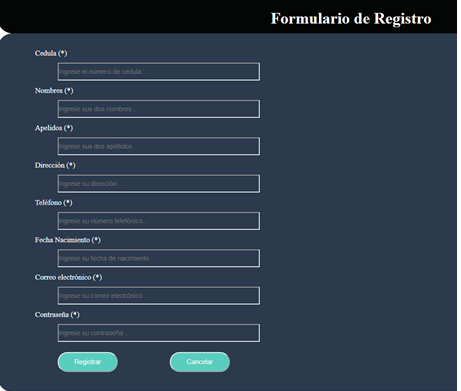 Formulario de Registro
Cedula (*)
Ingrese el número de cedula ...
Nombres (*)
Ingrese sus dos nombres ...
Apelidos (*)
Ingrese sus dos apellidos ...
Dirección (*)
Ingrese su dirección ...
Teléfono (*)
Ingrese su número telefónico...
Fecha Nacimiento (*)
Ingrese su fecha de nacimiento ...
Correo electrónico (*)
Ingrese su correo electrónico ...
Contraseña (*)
Ingrese su contraseña ...
Registrar Cancelar